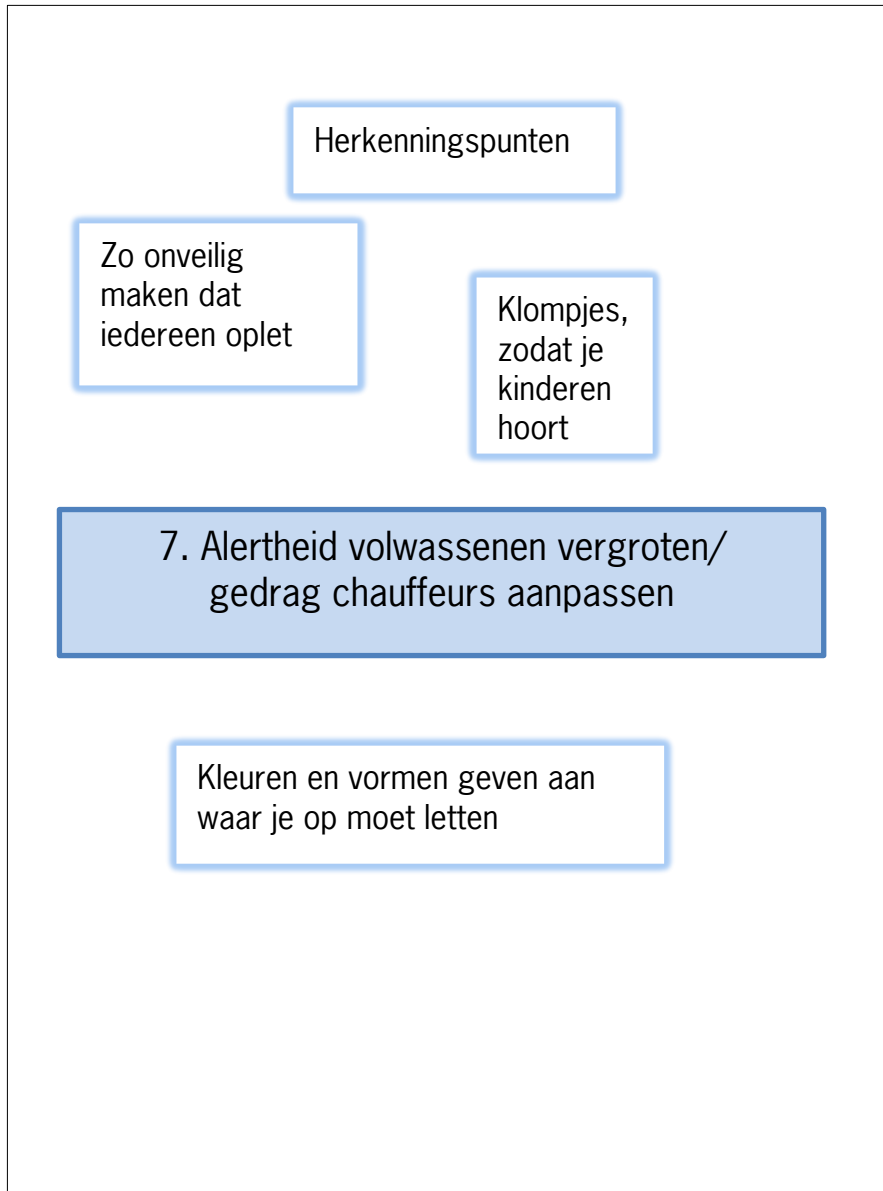 Herkenningspunten
Zo onveilig
maken dat
iedereen oplet
Klompjes,
zodat je
kinderen
hoort
7. Alertheid volwassenen vergroten/
gedrag chauffeurs aanpassen
Kleuren en vormen geven aan
waar je op moet letten